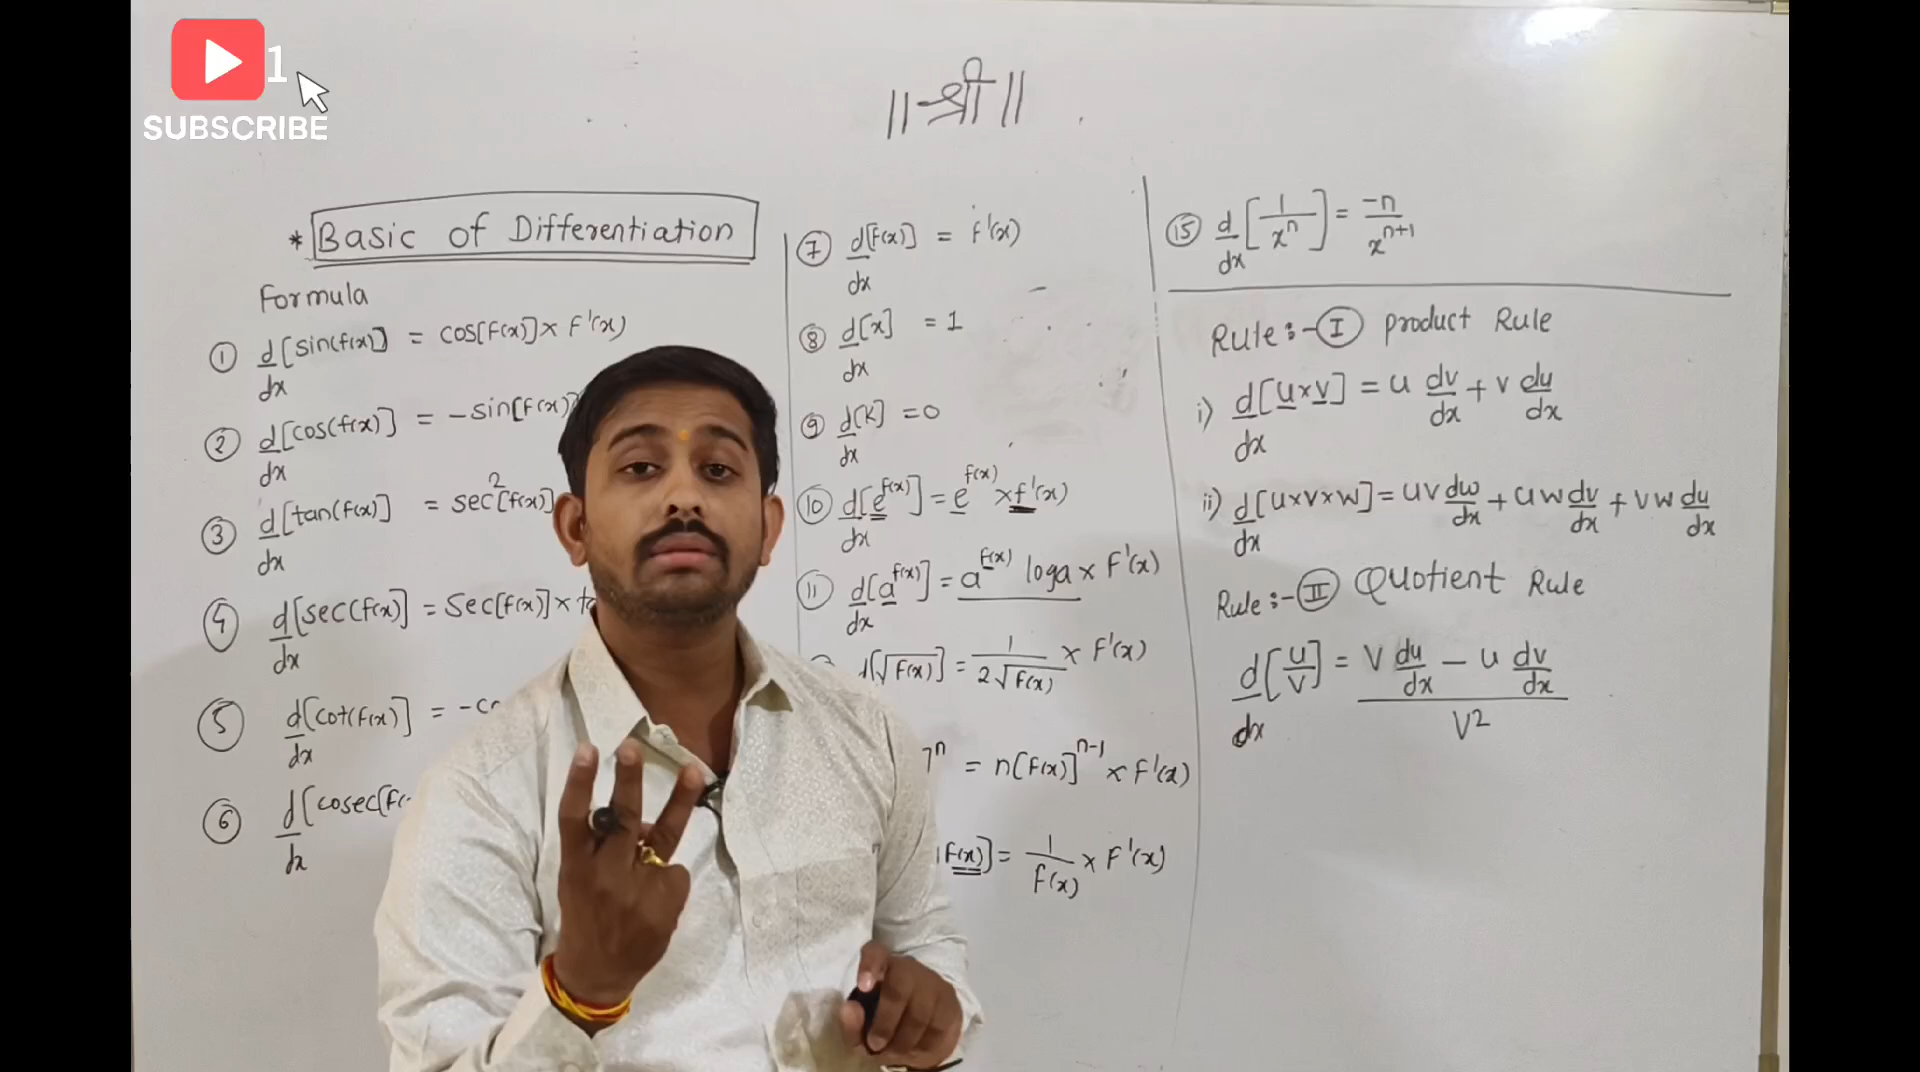 1
SUBSCRIBE
॥ श्री ॥
* Basic of Differentiation
Formula
① d/dx [sin(f(x)] = cos[f(x)] × F'(x)
② d/dx [cos(f(x)] = -sin[f(x)]
③ d/dx [tan(f(x)] = sec²[f(x)]
④ d/dx [sec(f(x)] = sec[f(x)] ×
⑤ d/dx [cot(f(x)] =
⑥ d/dx [cosec(f(
⑦ d/dx [f(x)] = f'(x)
⑧ d/dx [x] = 1
⑨ d/dx [K] = 0
⑩ d/dx [e^f(x)] = e^f(x) × f'(x)
⑪ d/dx [a^f(x)] = a^f(x) loga × F'(x)
d[√f(x)] = 1/2√f(x) × F'(x)
]ⁿ = n[f(x)]ⁿ⁻¹ × F'(x)
f(x)] = 1/f(x) × F'(x)
⑮ d/dx [1/xⁿ] = -n/xⁿ⁺¹
Rule :- Ⓘ product Rule
i) d/dx [u×v] = u dv/dx + v du/dx
ii) d/dx [u×v×w] = uv dw/dx + uw dv/dx + vw du/dx
Rule :- Ⅱ Quotient Rule
d/dx [u/v] = v du/dx - u dv/dx / v²